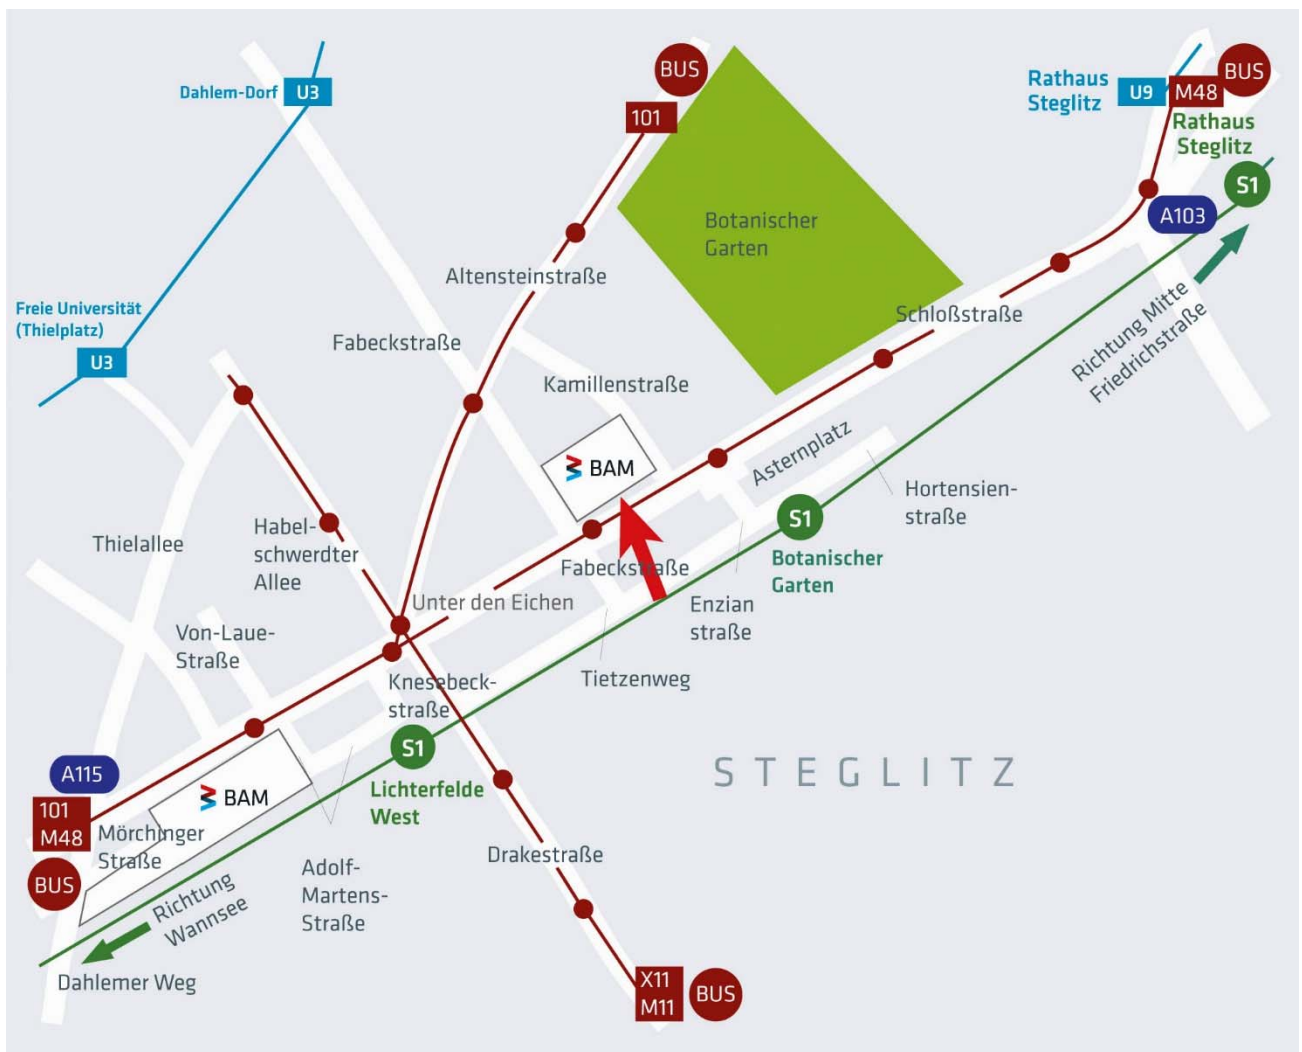 BUS
BUS
Rathaus
Steglitz
U9
M48
Dahlem-Dorf
U3
101
Rathaus
Steglitz
S1
A103
Botanischer
Garten
Altensteinstraße
Freie Universität
(Thielplatz)
U3
Schloßstraße
Richtung Mitte
Friedrichstraße
Fabeckstraße
Kamillenstraße
Asternplatz
BAM
Hortensien-
straße
S1
Botanischer
Garten
Habel-
schwerdter
Allee
Thielallee
Fabeckstraße
Unter den Eichen
Enzian
straße
Von-Laue-
Straße
Tietzenweg
Knesebeck-
straße
S1
Lichterfelde
West
STEGLITZ
A115
101
M48
BUS
BAM
Mörchinger
Straße
Drakestraße
Adolf-
Martens-
Straße
Richtung
Wannsee
Dahlemer Weg
X11
M11
BUS